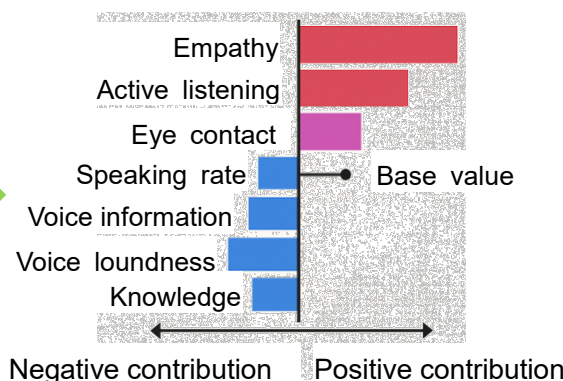 Empathy
Active listening
Eye contact
Speaking rate
Base value
Voice information
Voice loundness
Knowledge
Negative contribution
Positive contribution